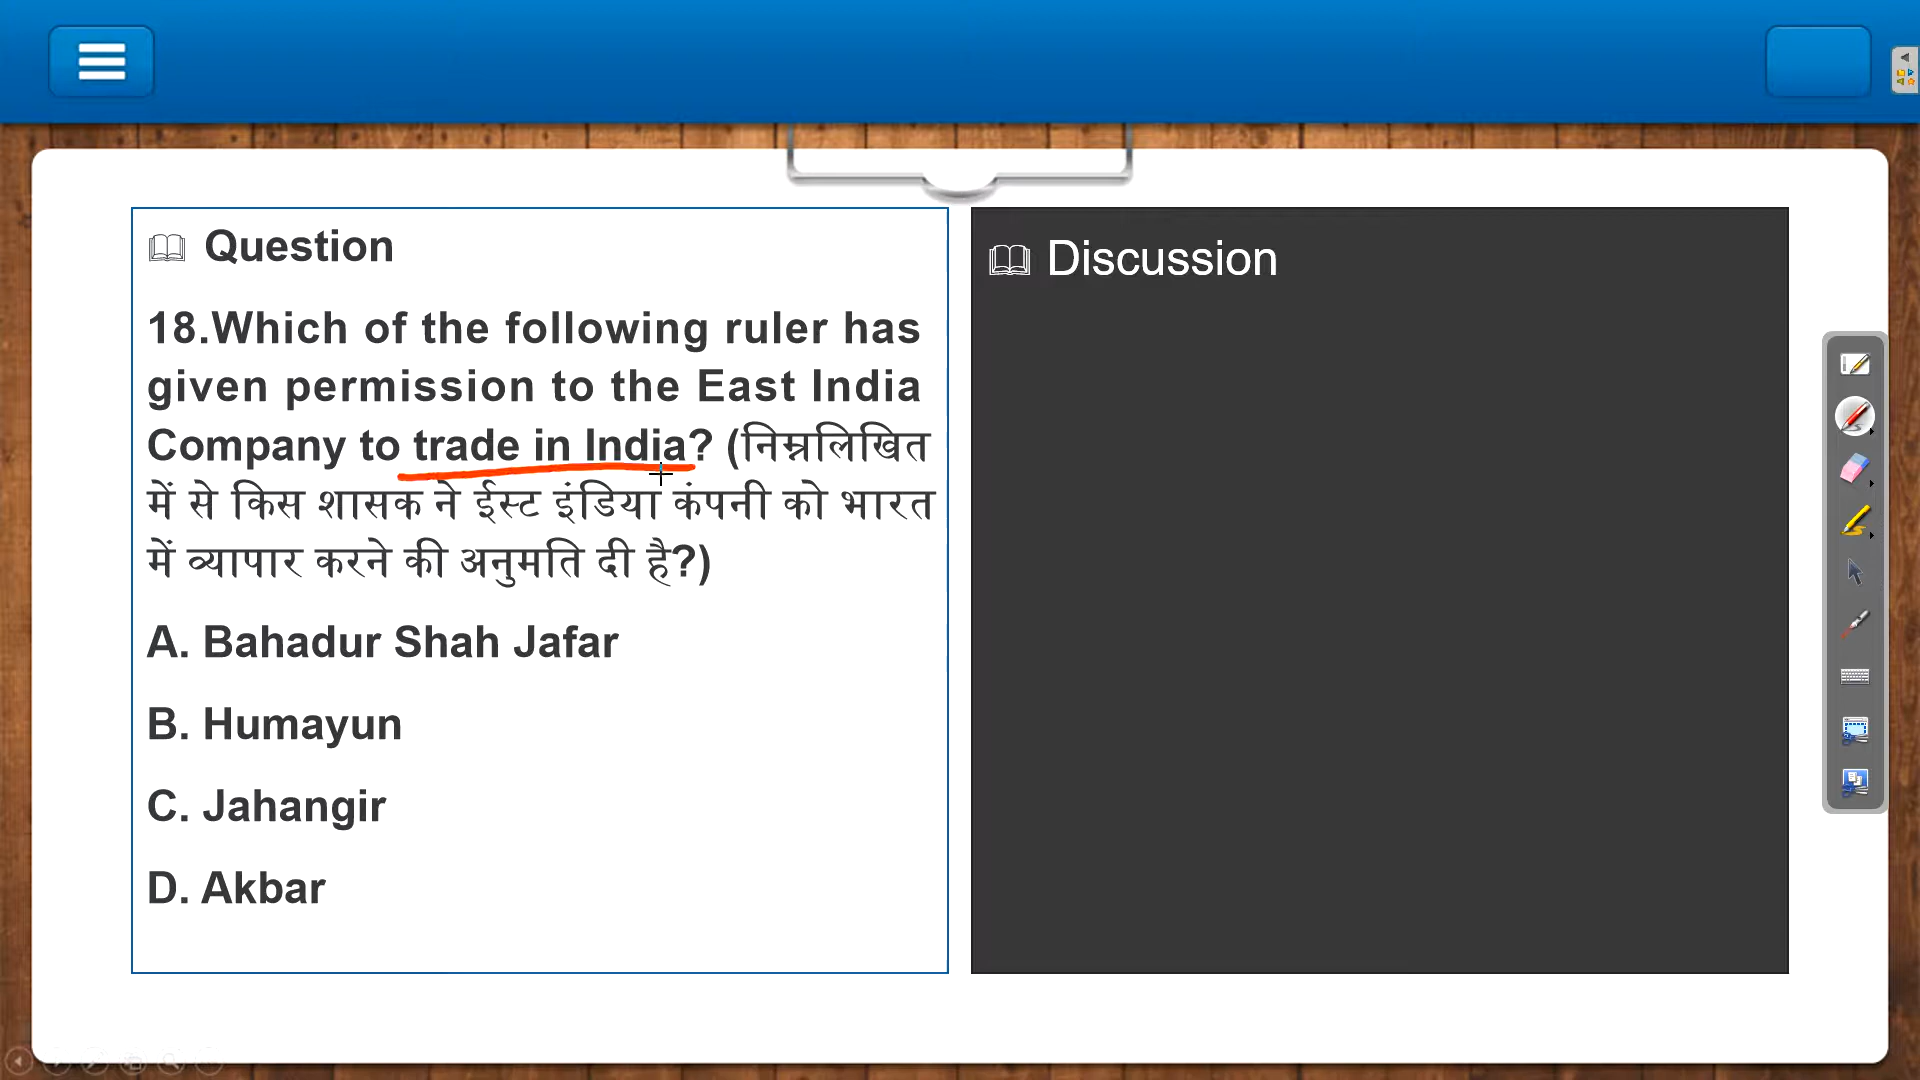 Question
18.Which of the following ruler has
given permission to the East India
Company to trade in India? (निम्नलिखित
में से किस शासक ने ईस्ट इंडिया कंपनी को भारत
में व्यापार करने की अनुमति दी है?)
A. Bahadur Shah Jafar
B. Humayun
C. Jahangir
D. Akbar
Discussion